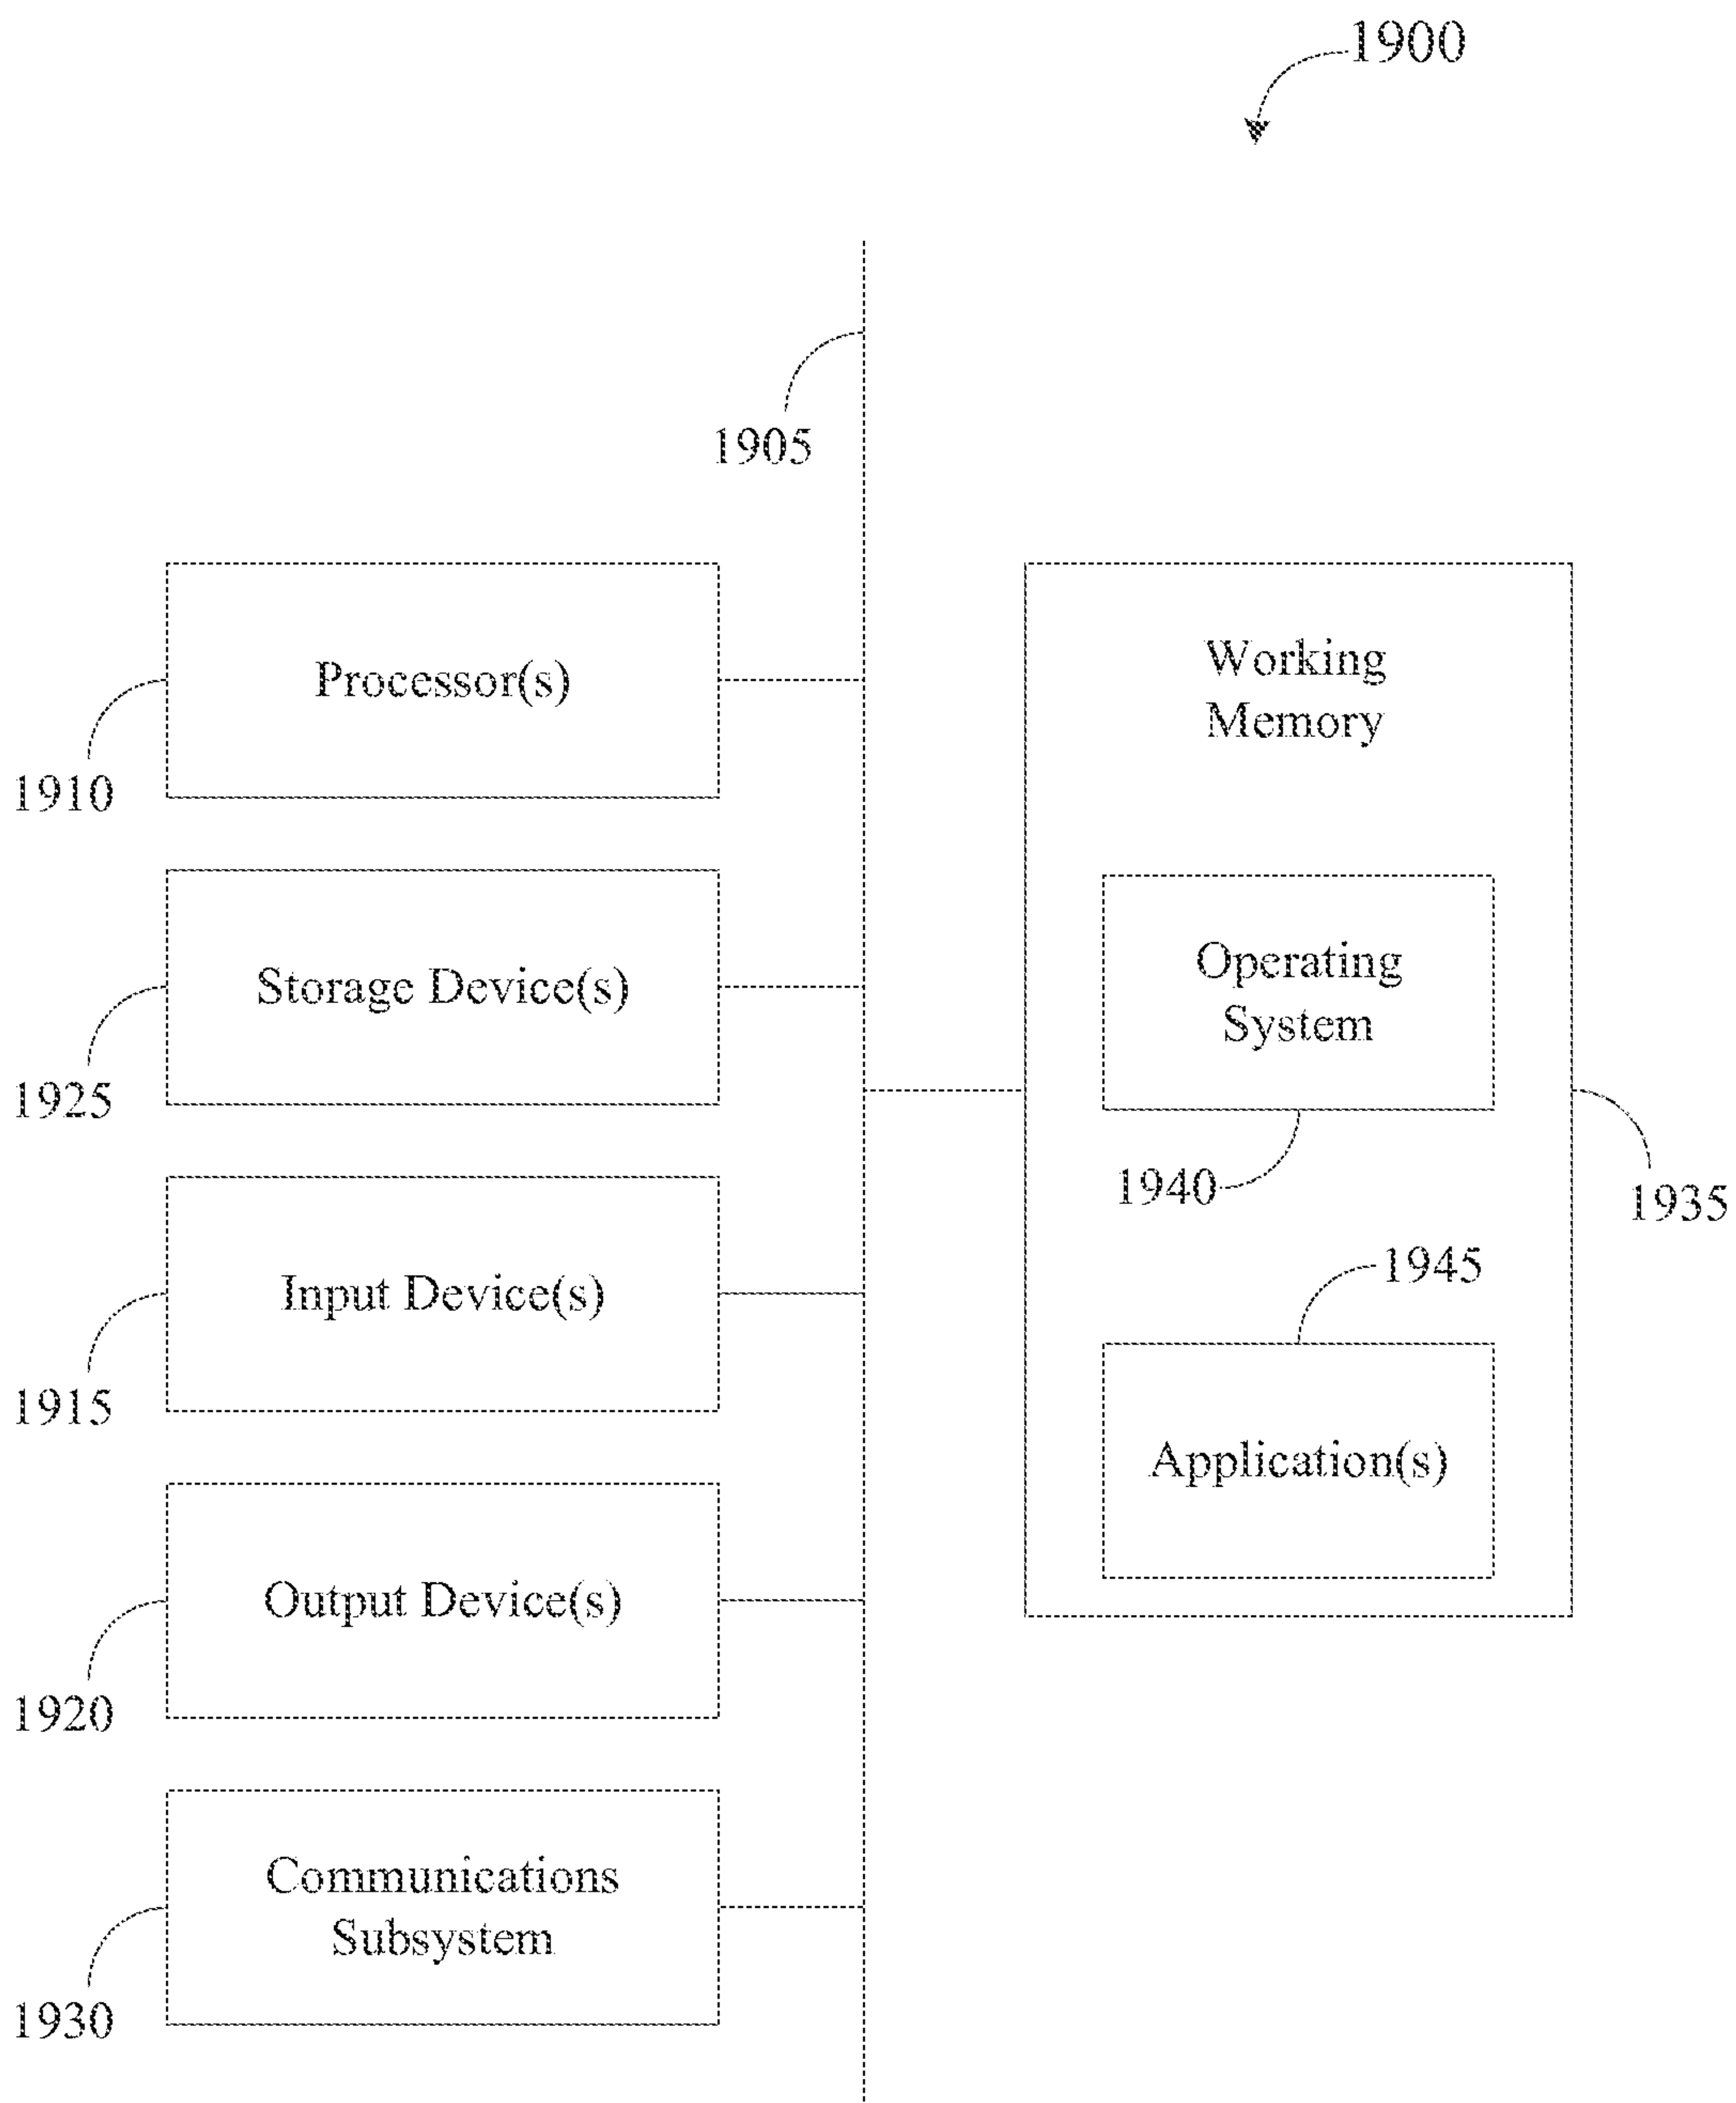 1900
1905
Processor(s)
1910
Storage Device(s)
1925
Input Device(s)
1915
Output Device(s)
1920
Communications
Subsystem
1930
Working
Memory
Operating
System
1940
1935
1945
Application(s)